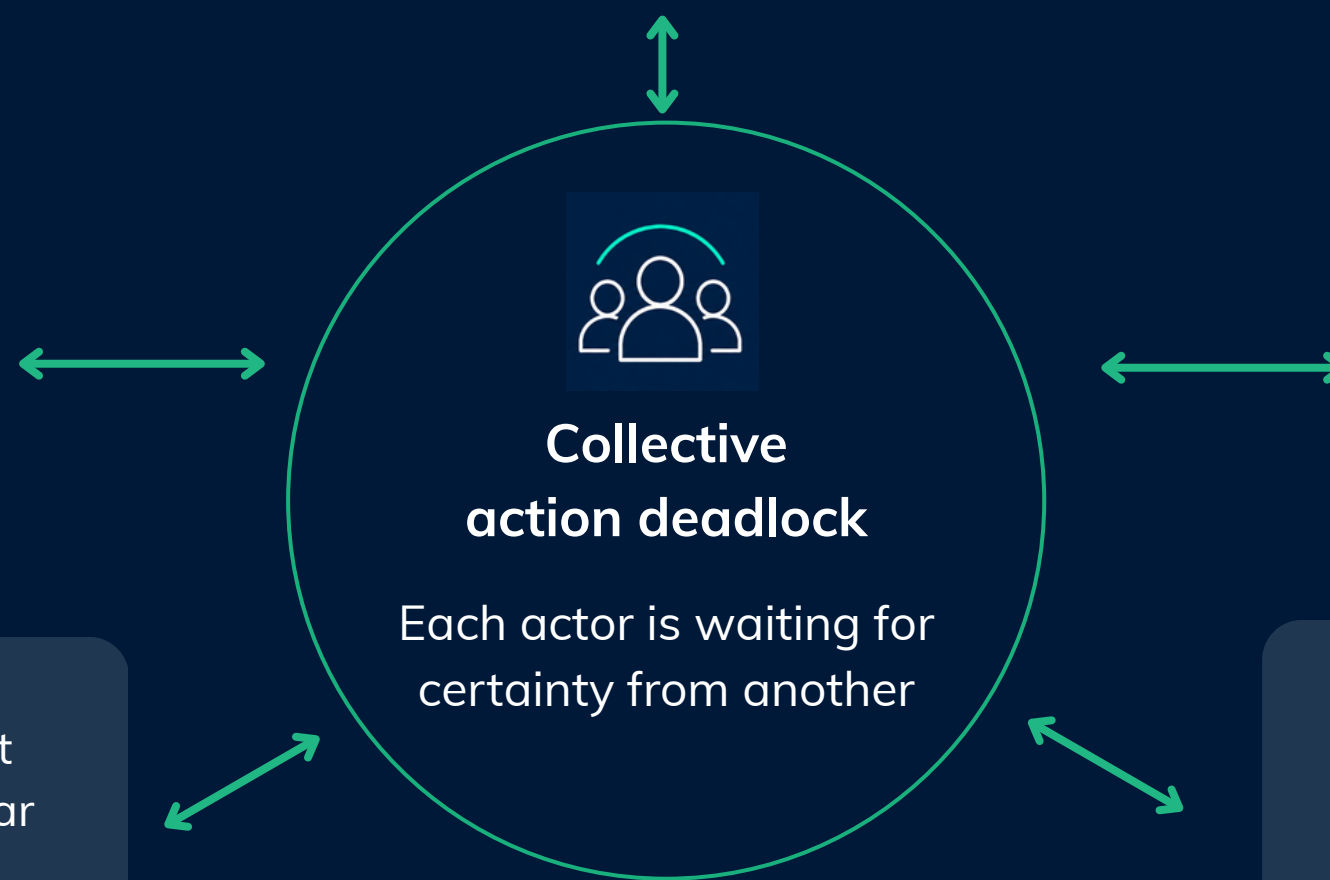 Collective
action deadlock
Each actor is waiting for
certainty from another